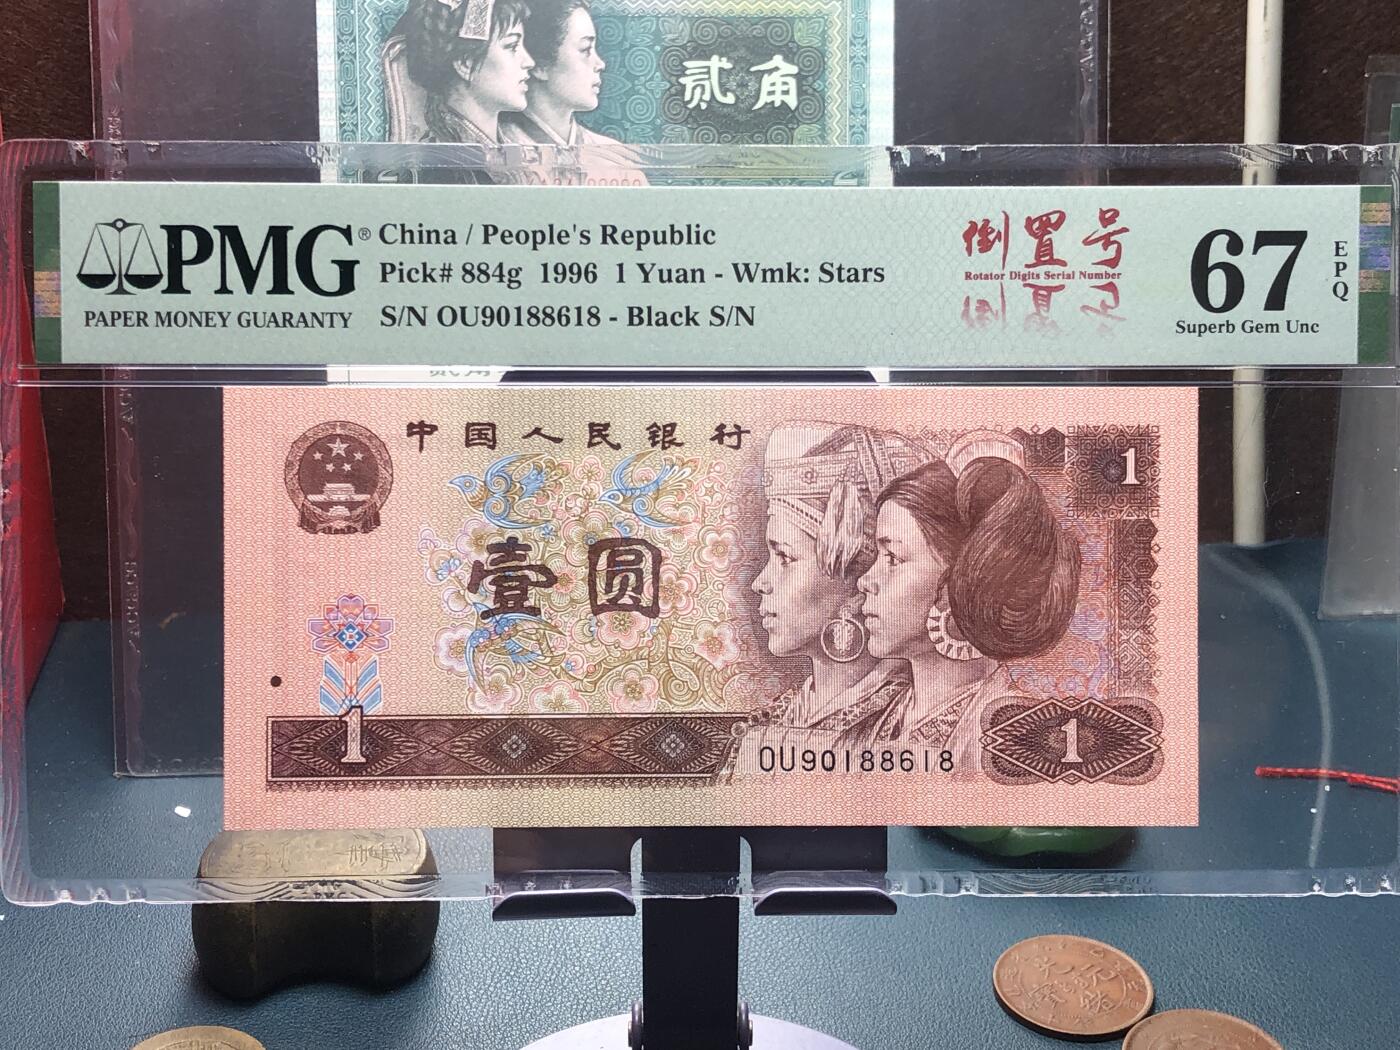 贰角
PMG®
PAPER MONEY GUARANTY
China / People's Republic
Pick# 884g 1996 1 Yuan - Wmk: Stars
S/N OU90188618 - Black S/N
倒置号
Rotator Digits Serial Number
67
EPQ
Superb Gem Unc
中国人民银行
1
壹圆
1
OU90188618
1